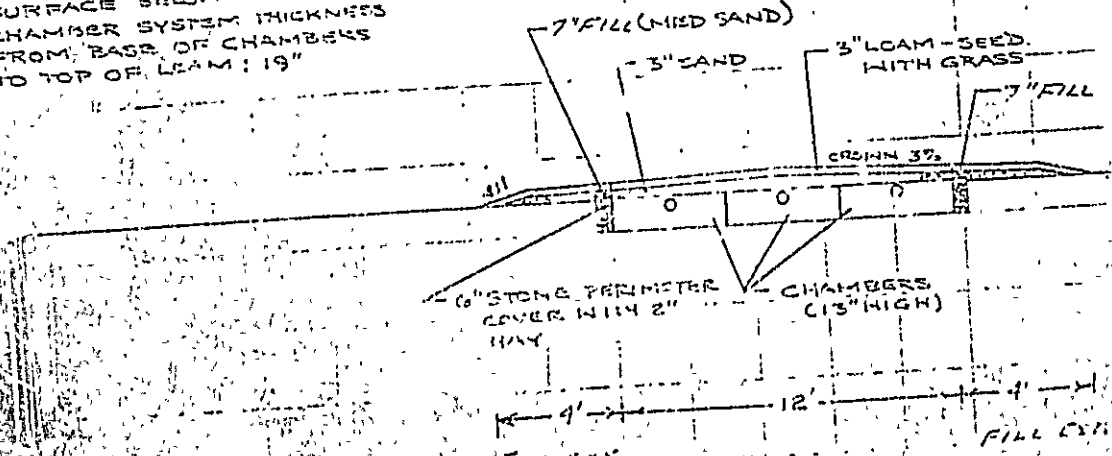 SURFACE
CHAMBER SYSTEM THICKNESS
FROM BASE OF CHAMBERS
TO TOP OF LOAM: 19"
7" FILL (MED SAND)
3" SAND
3" LOAM - SEED
WITH GRASS
7" FILL
CROWN 3%
6" STONE PERIMETER
COVER WITH 2"
HAY
CHAMBERS
(13" HIGH)
4'
12'
4'
FILL